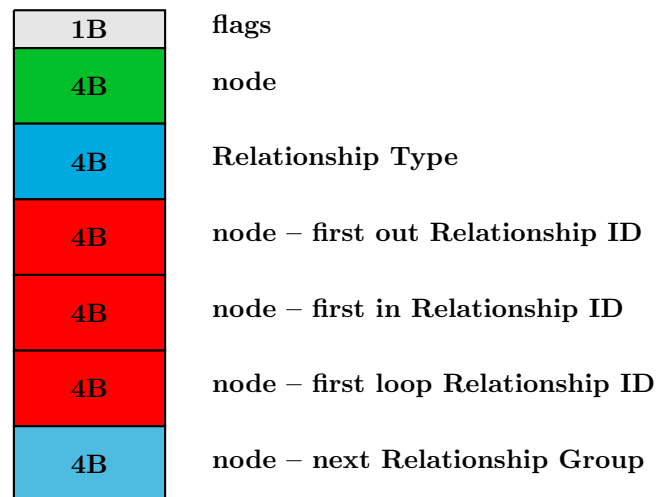 1B flags
4B node
4B Relationship Type
4B node – first out Relationship ID
4B node – first in Relationship ID
4B node – first loop Relationship ID
4B node – next Relationship Group